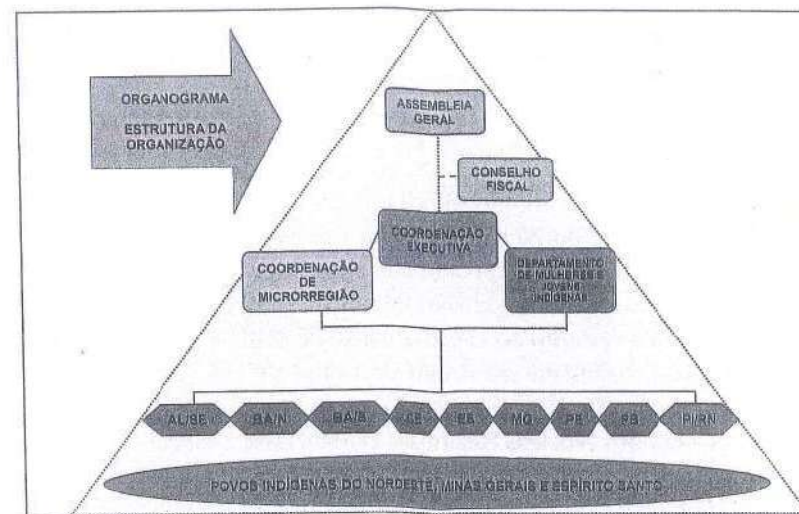 ORGANOGRAMA
ESTRUTURA DA
ORGANIZAÇÃO
ASSEMBLEIA
GERAL
CONSELHO
FISCAL
COORDENAÇÃO
EXECUTIVA
COORDENAÇÃO
DE
MICRORREGIÃO
DEPARTAMENTO
DE MULHERES E
JOVENS
INDÍGENAS
AL/SE
BA/N
BA/S
CE
ES
MG
PE
PB
PI/RN
POVOS INDÍGENAS DO NORDESTE, MINAS GERAIS E ESPÍRITO SANTO